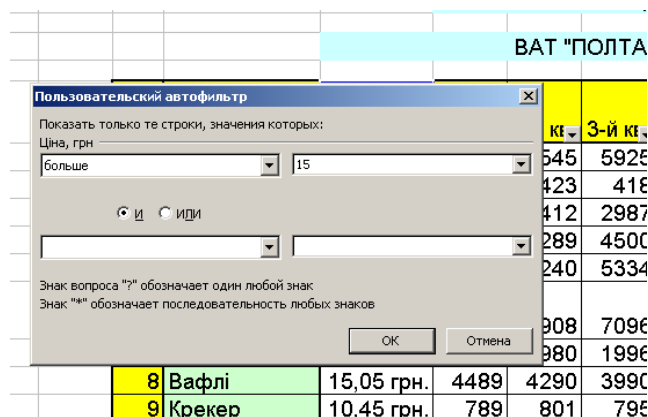 ВАТ "ПОЛТА
Пользовательский автофильтр
Показать только те строки, значения которых:
Ціна, грн
больше 15
И ИЛИ
Знак вопроса "?" обозначает один любой знак
Знак "*" обозначает последовательность любых знаков
ОК Отмена
кв 3-й кв
545 5925
423 418
412 2987
289 4500
240 5334
908 7096
980 1996
8 Вафлі 15,05 грн. 4489 4290 3990
9 Крекер 10,45 грн. 789 801 795